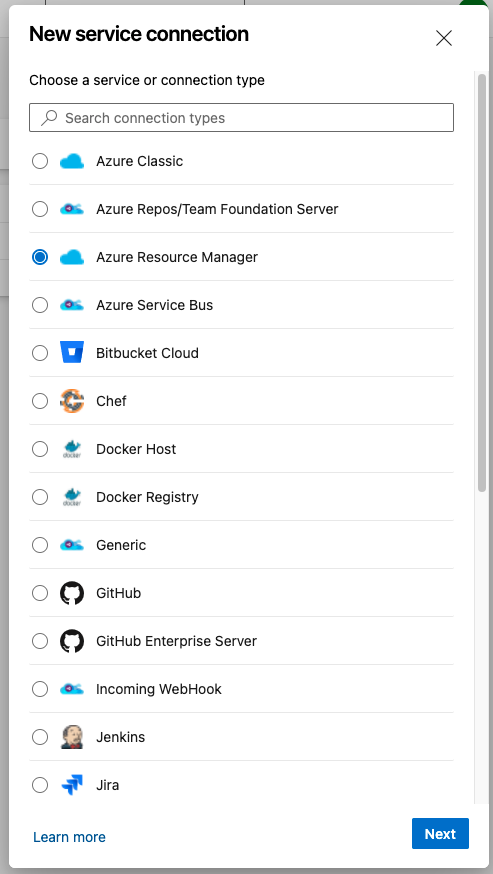 New service connection
Choose a service or connection type
Search connection types
Azure Classic
Azure Repos/Team Foundation Server
Azure Resource Manager
Azure Service Bus
Bitbucket Cloud
Chef
docker
Docker Host
docker
Docker Registry
Generic
GitHub
GitHub Enterprise Server
Incoming WebHook
Jenkins
Jira
Learn more
Next